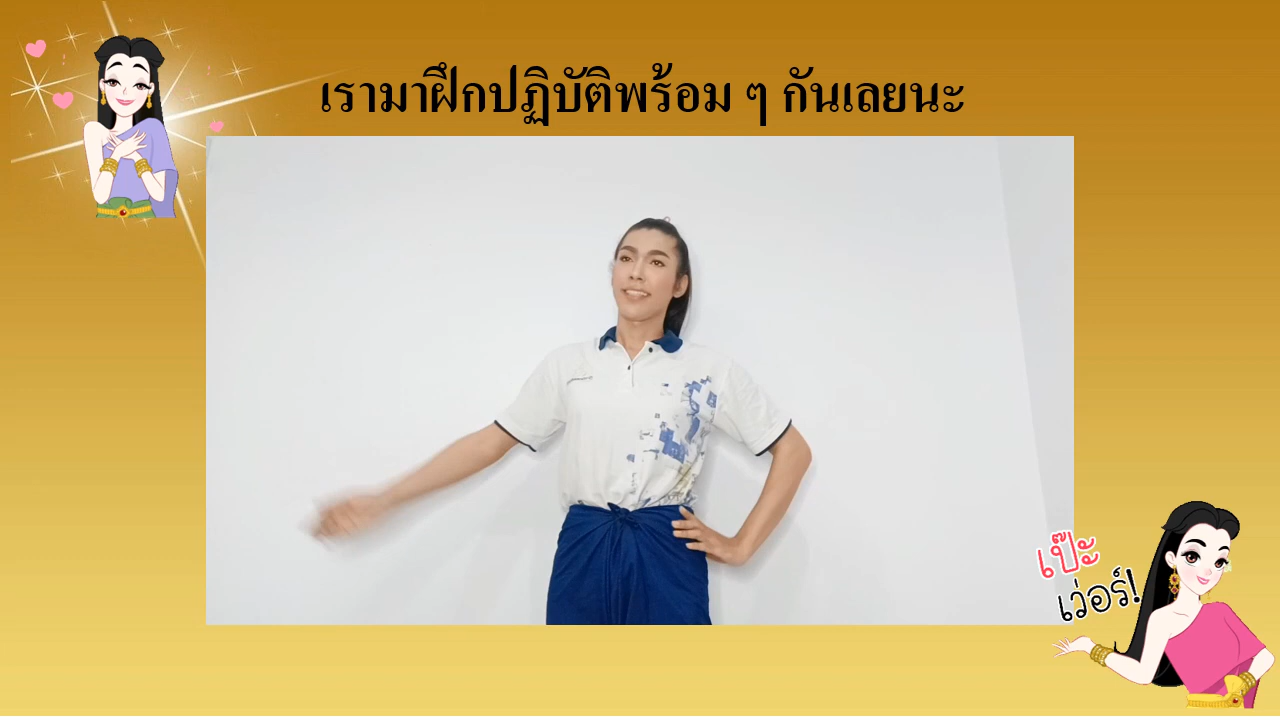 เรามาฝึกปฏิบัติพร้อม ๆ กันเลยนะ
เป๊ะ
เว่อร์!